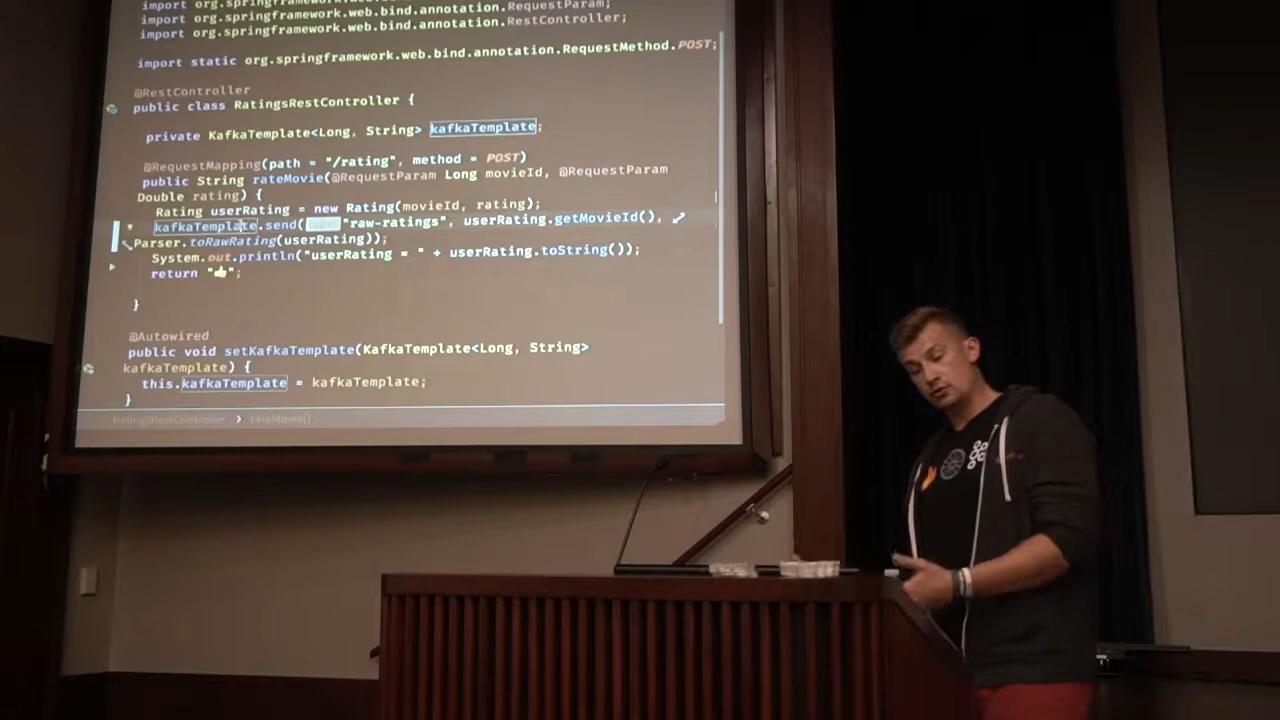 import org.springframework.web.bind.annotation.RequestParam;
import org.springframework.web.bind.annotation.RestController;
import static org.springframework.web.bind.annotation.RequestMethod.POST;
@RestController
public class RatingsRestController {
private KafkaTemplate<Long, String> kafkaTemplate;
@RequestMapping(path = "/rating", method = POST)
public String rateMovie(@RequestParam Long movieId, @RequestParam
Double rating) {
Rating userRating = new Rating(movieId, rating);
kafkaTemplate.send(topic: "raw-ratings", userRating.getMovieId(),
Parser.toRawRating(userRating));
System.out.println("userRating = " + userRating.toString());
return "👍";
}
@Autowired
public void setKafkaTemplate(KafkaTemplate<Long, String>
kafkaTemplate) {
this.kafkaTemplate = kafkaTemplate;
}
RatingsRestController > rateMovie()